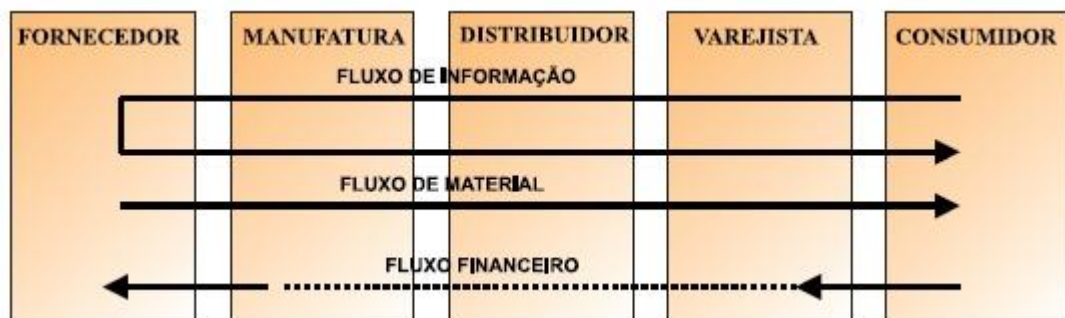 FORNECEDOR MANUFATURA DISTRIBUIDOR VAREJISTA CONSUMIDOR
FLUXO DE INFORMAÇÃO
FLUXO DE MATERIAL
FLUXO FINANCEIRO